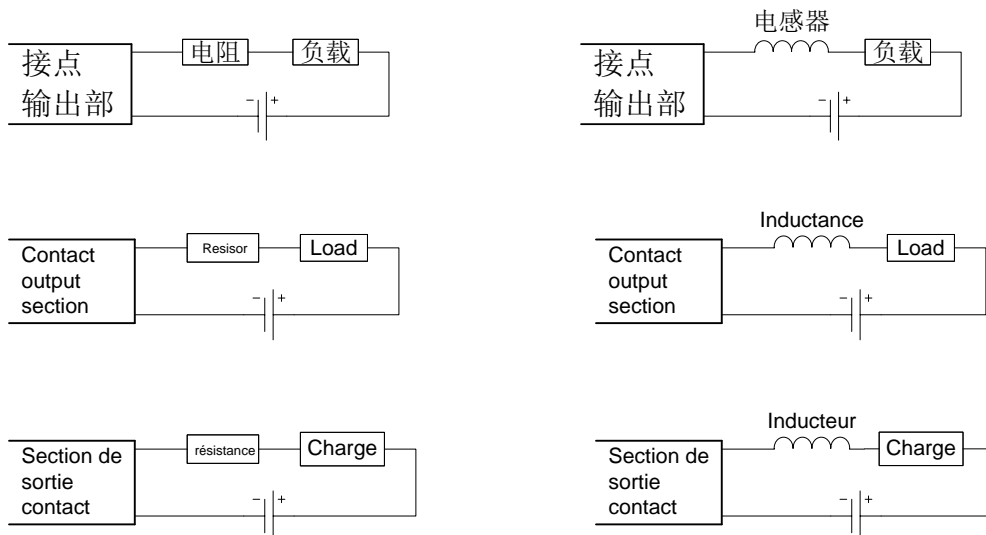 接点
输出部
电阻
负载
− +
电感器
接点
输出部
负载
− +
Contact
output
section
Resisor
Load
− +
Inductance
Contact
output
section
Load
− +
Section de
sortie
contact
résistance
Charge
− +
Inducteur
Section de
sortie
contact
Charge
− +